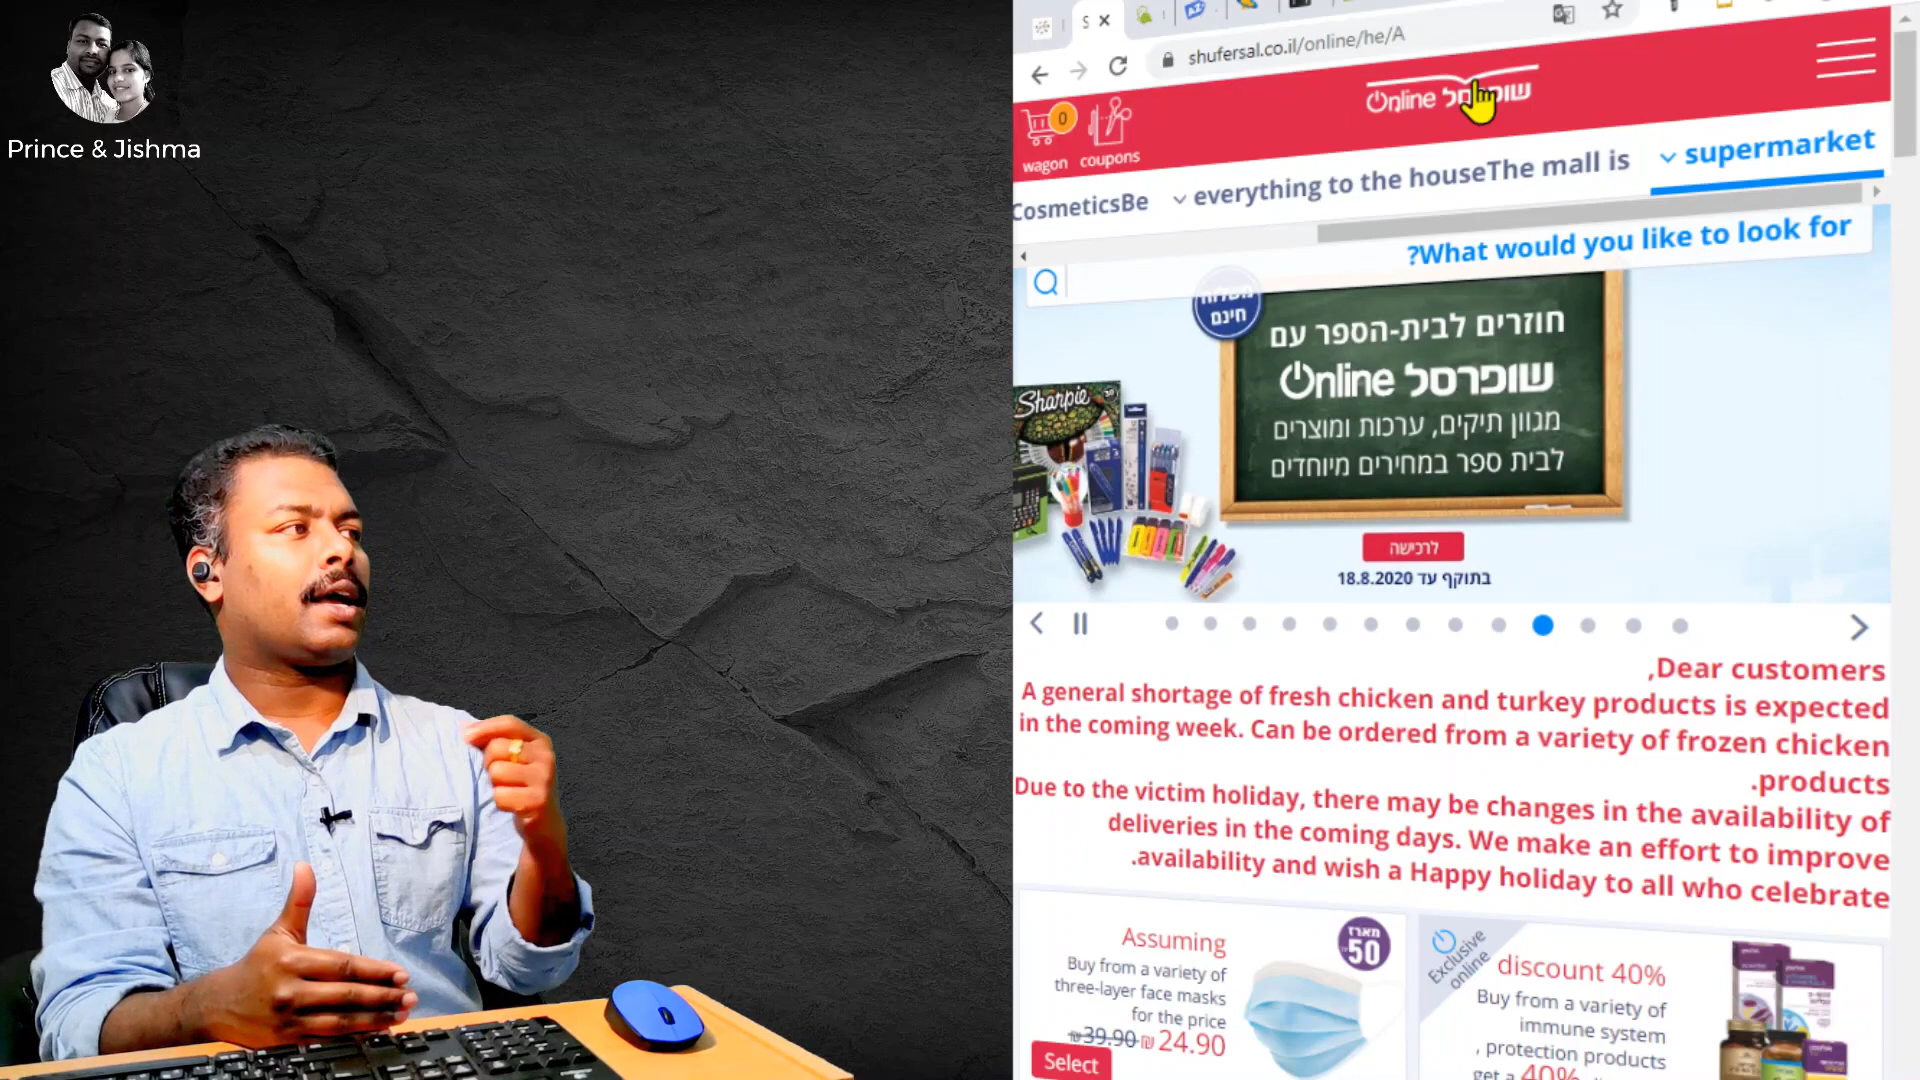 Prince & Jishma
S
shufersal.co.il/online/he/A
0
wagon
coupons
שופרסל Online
supermarket
everything to the houseThe mall is
CosmeticsBe
?What would you like to look for
משלוח
חינם
Sharpie
חוזרים לבית-הספר עם
שופרסל Online
מגוון תיקים, ערכות ומוצרים
לבית ספר במחירים מיוחדים
לרכישה
בתוקף עד 18.8.2020
,Dear customers
A general shortage of fresh chicken and turkey products is expected
in the coming week. Can be ordered from a variety of frozen chicken
.products
Due to the victim holiday, there may be changes in the availability of
deliveries in the coming days. We make an effort to improve
.availability and wish a Happy holiday to all who celebrate
Assuming
Buy from a variety of
three-layer face masks
for the price
₪39.90 ₪ 24.90
Select
מארז
50
Exclusive
online
discount 40%
Buy from a variety of
immune system
, protection products
get a 40%